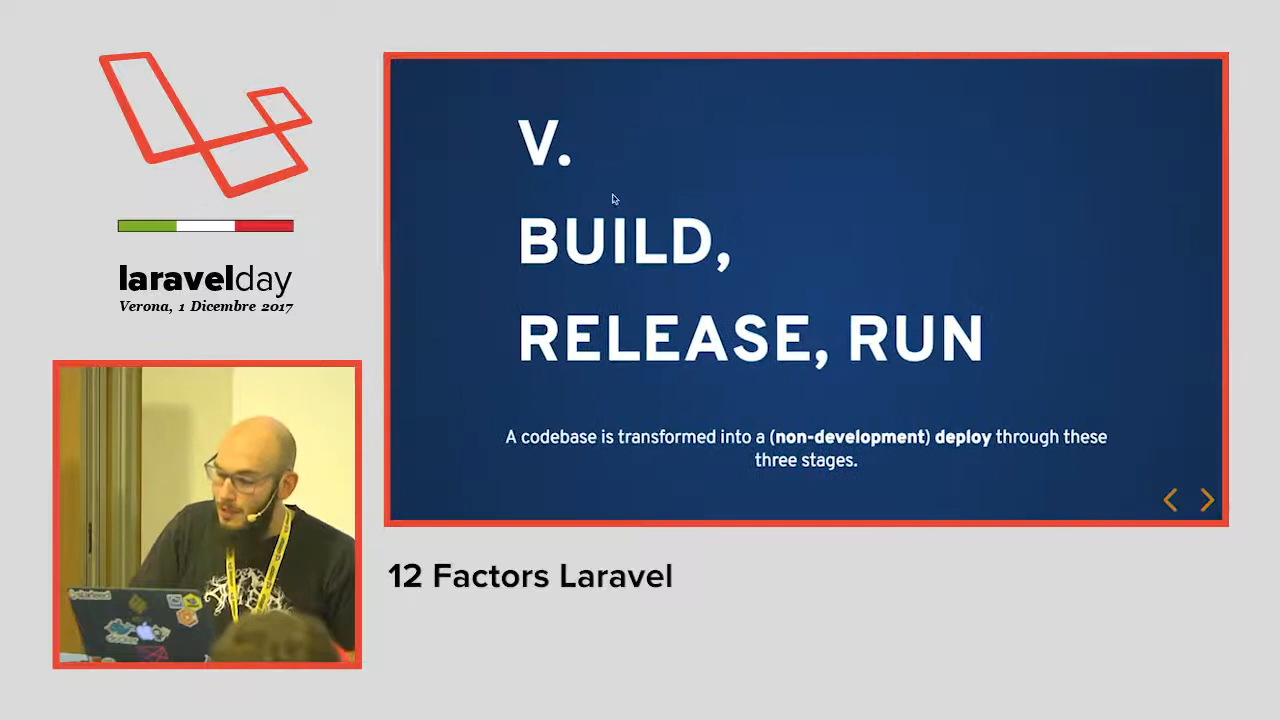 laravelday
Verona, 1 Dicembre 2017
V.
BUILD,
RELEASE, RUN
A codebase is transformed into a (non-development) deploy through these
three stages.
12 Factors Laravel